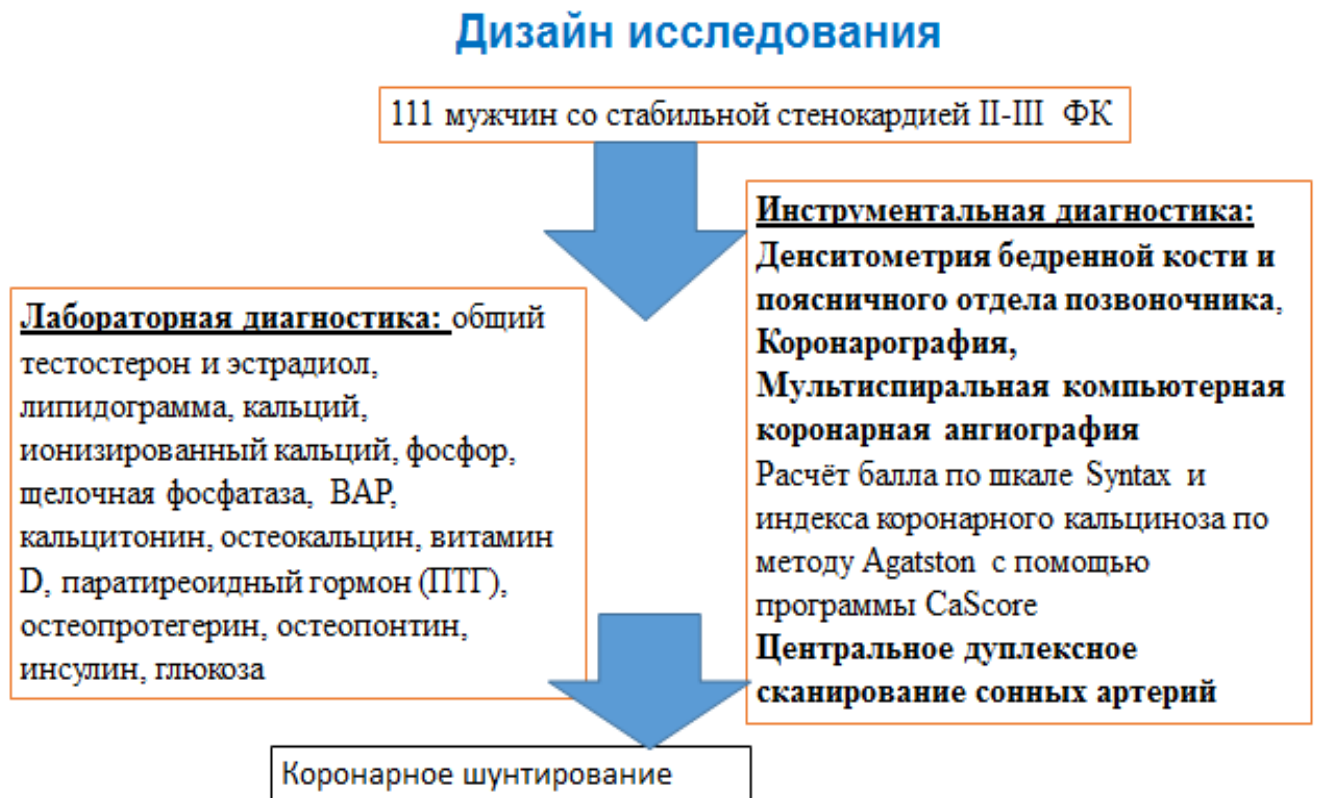 Дизайн исследования
111 мужчин со стабильной стенокардией II-III ФК
Лабораторная диагностика: общий
тестостерон и эстрадиол,
липидограмма, кальций,
ионизированный кальций, фосфор,
щелочная фосфатаза, ВАР,
кальцитонин, остеокальцин, витамин
D, паратиреоидный гормон (ПТГ),
остеопротегерин, остеопонтин,
инсулин, глюкоза
Инструментальная диагностика:
Денситометрия бедренной кости и
поясничного отдела позвоночника,
Коронарография,
Мультиспиральная компьютерная
коронарная ангиография
Расчёт балла по шкале Syntax и
индекса коронарного кальциноза по
методу Agatston с помощью
программы CaScore
Центральное дуплексное
сканирование сонных артерий
Коронарное шунтирование